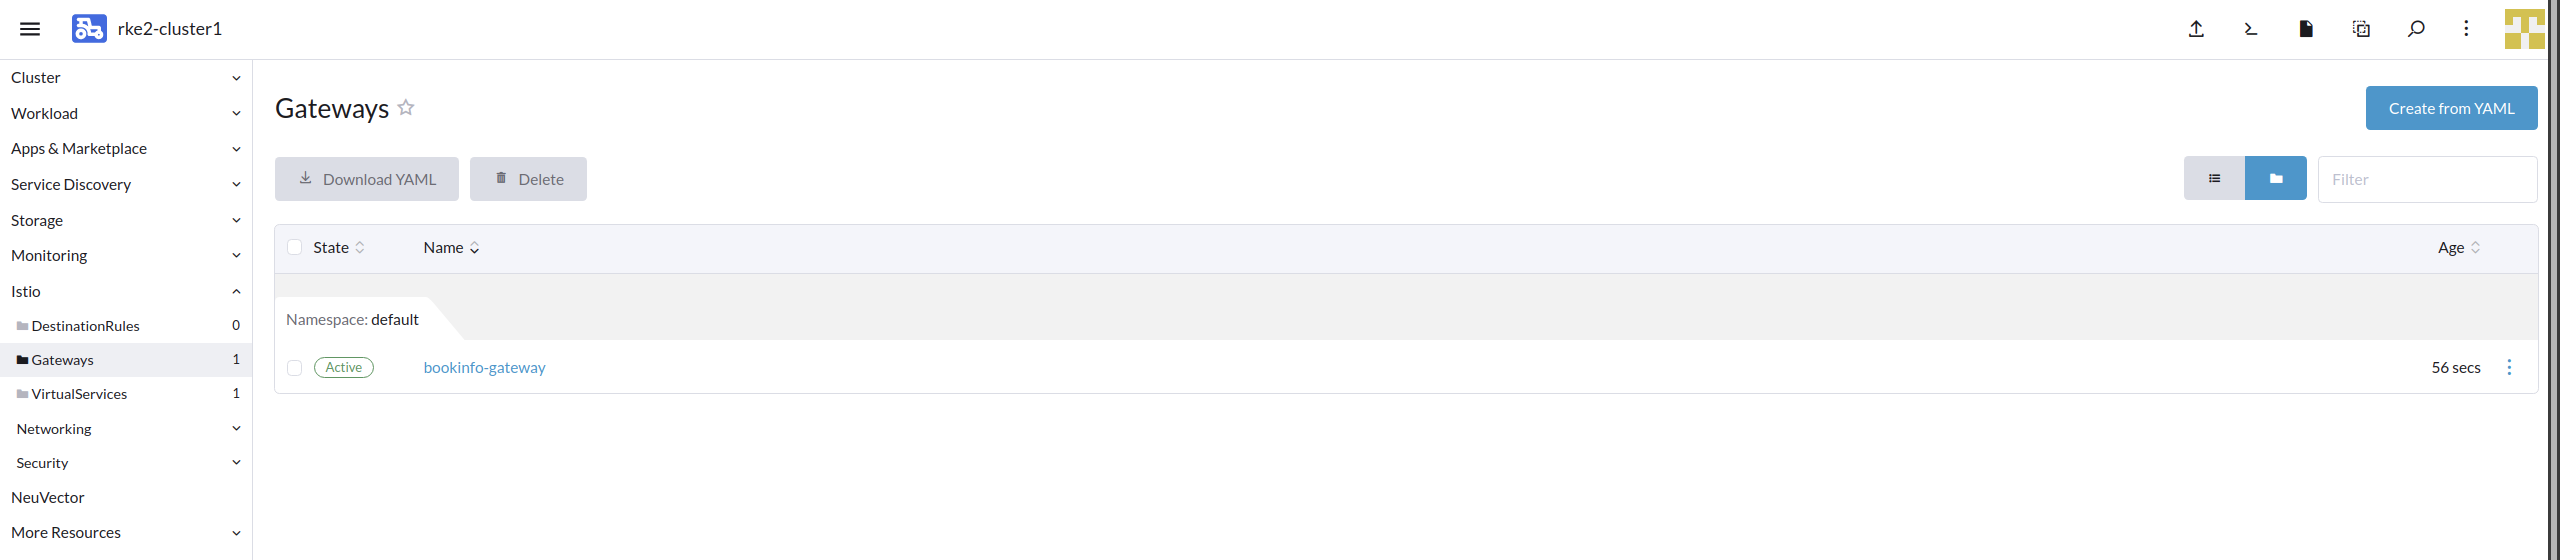 rke2-cluster1
Cluster
Workload
Apps & Marketplace
Service Discovery
Storage
Monitoring
Istio
DestinationRules 0
Gateways 1
VirtualServices 1
Networking
Security
NeuVector
More Resources
Gateways
Create from YAML
Download YAML Delete
Filter
State Name Age
Namespace: default
Active bookinfo-gateway 56 secs